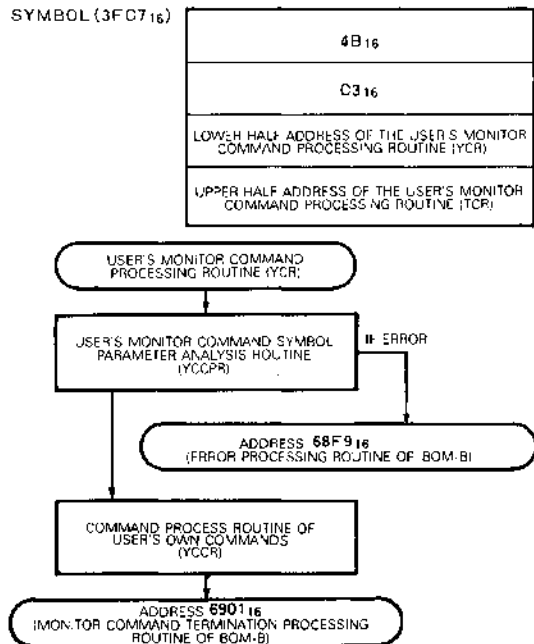 SYMBOL (3FC7₁₆)
4B₁₆
C3₁₆
LOWER HALF ADDRESS OF THE USER'S MONITOR
COMMAND PROCESSING ROUTINE (YCR)
UPPER HALF ADDRESS OF THE USER'S MONITOR
COMMAND PROCESSING ROUTINE (TCR)
USER'S MONITOR COMMAND
PROCESSING ROUTINE (YCR)
USER'S MONITOR COMMAND SYMBOL
PARAMETER ANALYSIS ROUTINE
(YCCPR)
IF ERROR
ADDRESS 68F9₁₆
(ERROR PROCESSING ROUTINE OF BOM-B)
COMMAND PROCESS ROUTINE OF
USER'S OWN COMMANDS
(YCCR)
ADDRESS 6901₁₆
(MONITOR COMMAND TERMINATION PROCESSING
ROUTINE OF BOM-B)